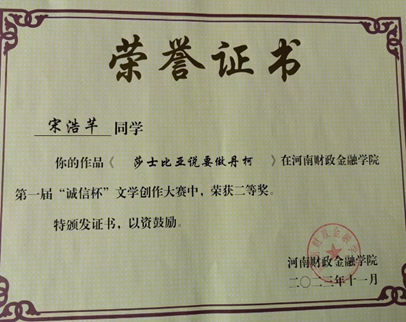 荣誉证书
宋浩芊 同学
你的作品《 莎士比亚说要做丹柯 》在河南财政金融学院
第一届“诚信杯”文学创作大赛中，荣获二等奖。
特颁发证书，以资鼓励。
河南财政金融学院
二〇二三年十一月